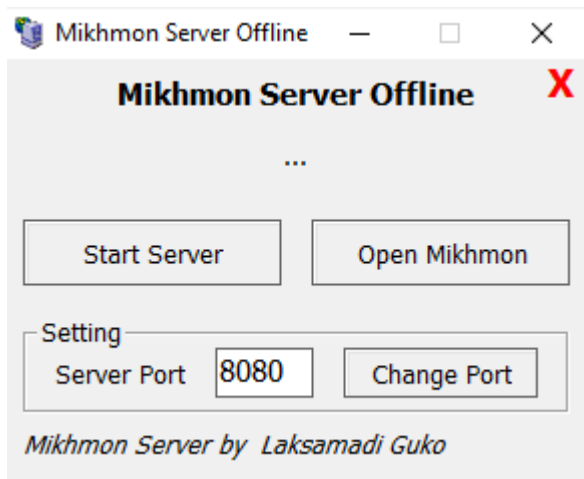 Mikhmon Server Offline
Mikhmon Server Offline
X
...
Start Server
Open Mikhmon
Setting
Server Port 8080 Change Port
Mikhmon Server by Laksamadi Guko